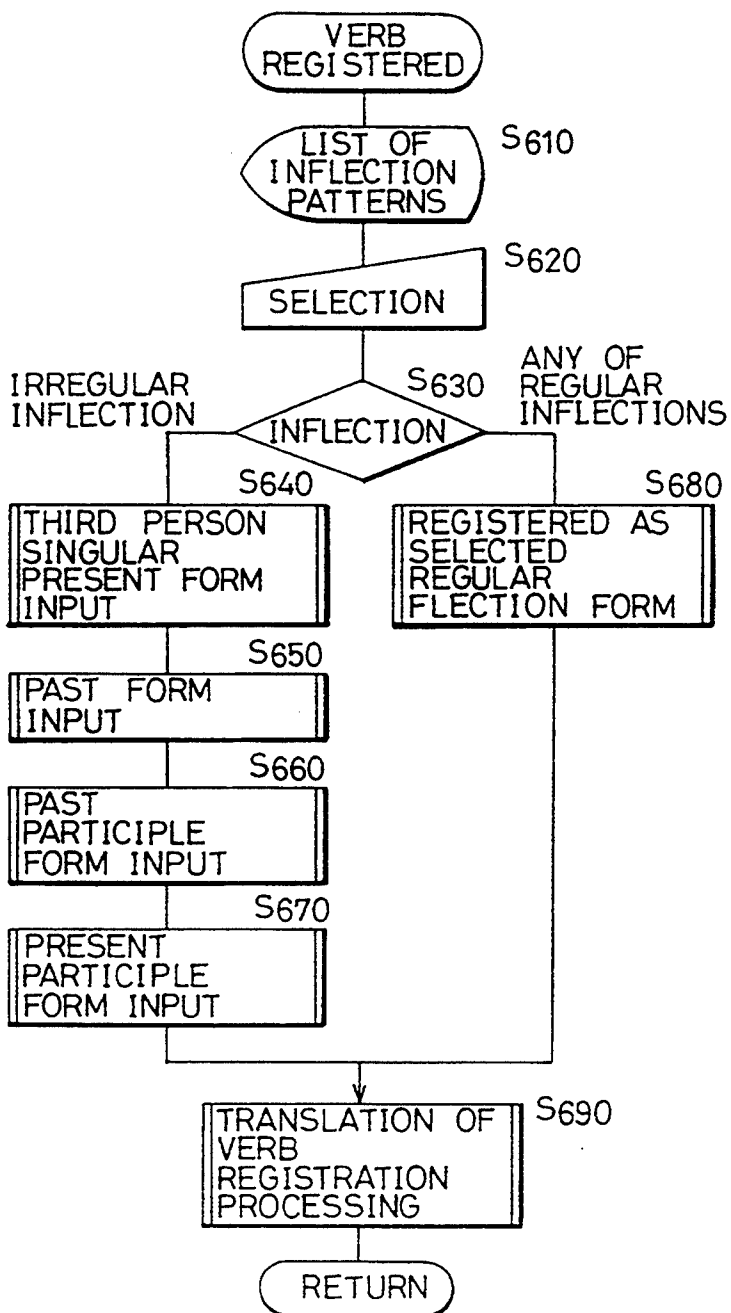 VERB
REGISTERED
S610
LIST OF
INFLECTION
PATTERNS
S620
SELECTION
S630
IRREGULAR
INFLECTION
ANY OF
REGULAR
INFLECTIONS
INFLECTION
S640
THIRD PERSON
SINGULAR
PRESENT FORM
INPUT
S680
REGISTERED AS
SELECTED
REGULAR
FLECTION FORM
S650
PAST FORM
INPUT
S660
PAST
PARTICIPLE
FORM INPUT
S670
PRESENT
PARTICIPLE
FORM INPUT
S690
TRANSLATION OF
VERB
REGISTRATION
PROCESSING
RETURN